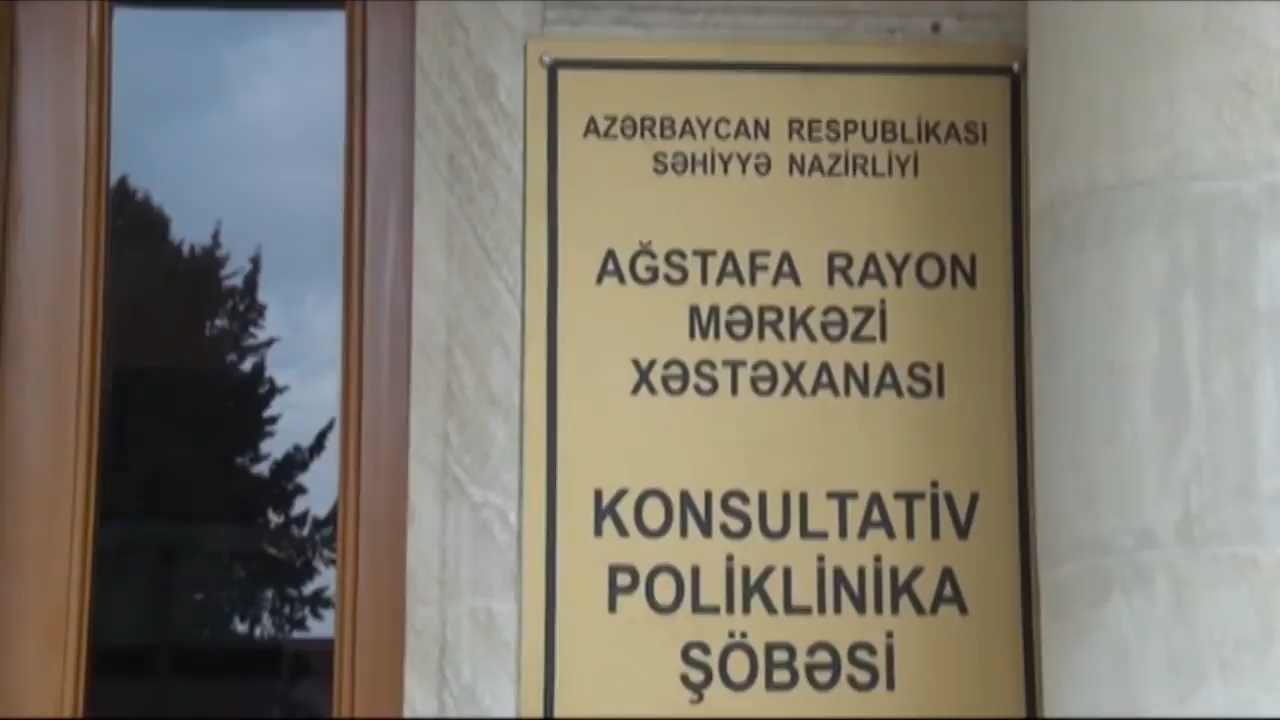 AZƏRBAYCAN RESPUBLİKASI
SƏHİYYƏ NAZİRLİYİ
AĞSTAFA RAYON
MƏRKƏZİ
XƏSTƏXANASI
KONSULTATİV
POLİKLİNİKA
ŞÖBƏSİ